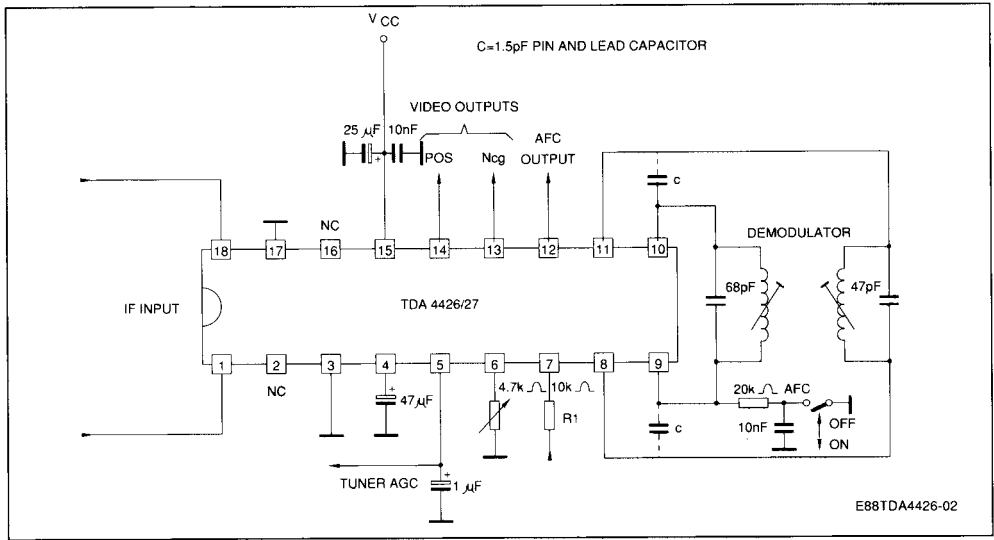 V CC
C=1.5pF PIN AND LEAD CAPACITOR
VIDEO OUTPUTS
25 µF
10nF
POS
Ncg
AFC
OUTPUT
c
NC
18
17
16
15
14
13
12
11
10
DEMODULATOR
68pF
47pF
IF INPUT
TDA 4426/27
1
2
3
4
5
6
7
8
9
NC
47µF
4.7k
10k
R1
c
20k
AFC
10nF
OFF
ON
TUNER AGC
1 µF
E88TDA4426-02